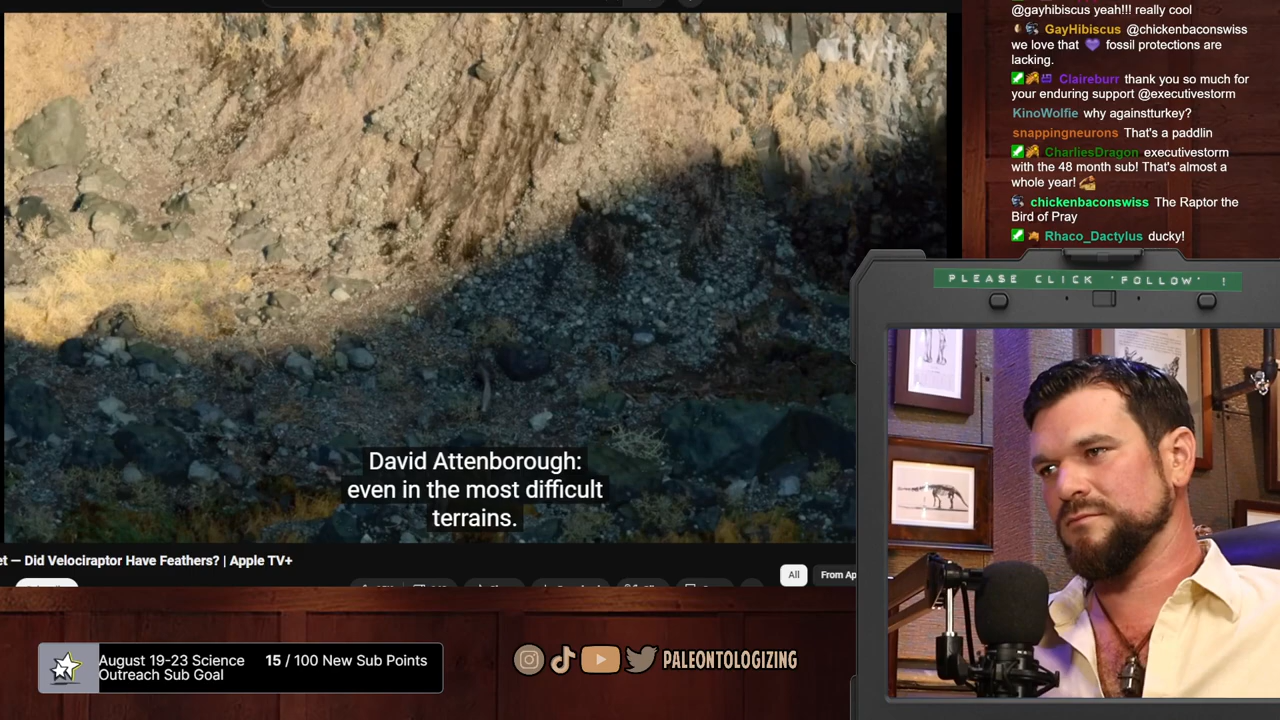 tv+
David Attenborough:
even in the most difficult
terrains.
et — Did Velociraptor Have Feathers? | Apple TV+
All
From Ap
@gayhibiscus yeah!!! really cool
GayHibiscus @chickenbaconswiss
we love that 💜 fossil protections are
lacking.
Claireburr thank you so much for
your enduring support @executivestorm
KinoWolfie why againstturkey?
snappingneurons That's a paddlin
CharliesDragon executivestorm
with the 48 month sub! That's almost a
whole year!
chickenbaconswiss The Raptor the
Bird of Pray
Rhaco_Dactylus ducky!
PLEASE CLICK 'FOLLOW' !
August 19-23 Science
Outreach Sub Goal
15 / 100 New Sub Points
PALEONTOLOGIZING